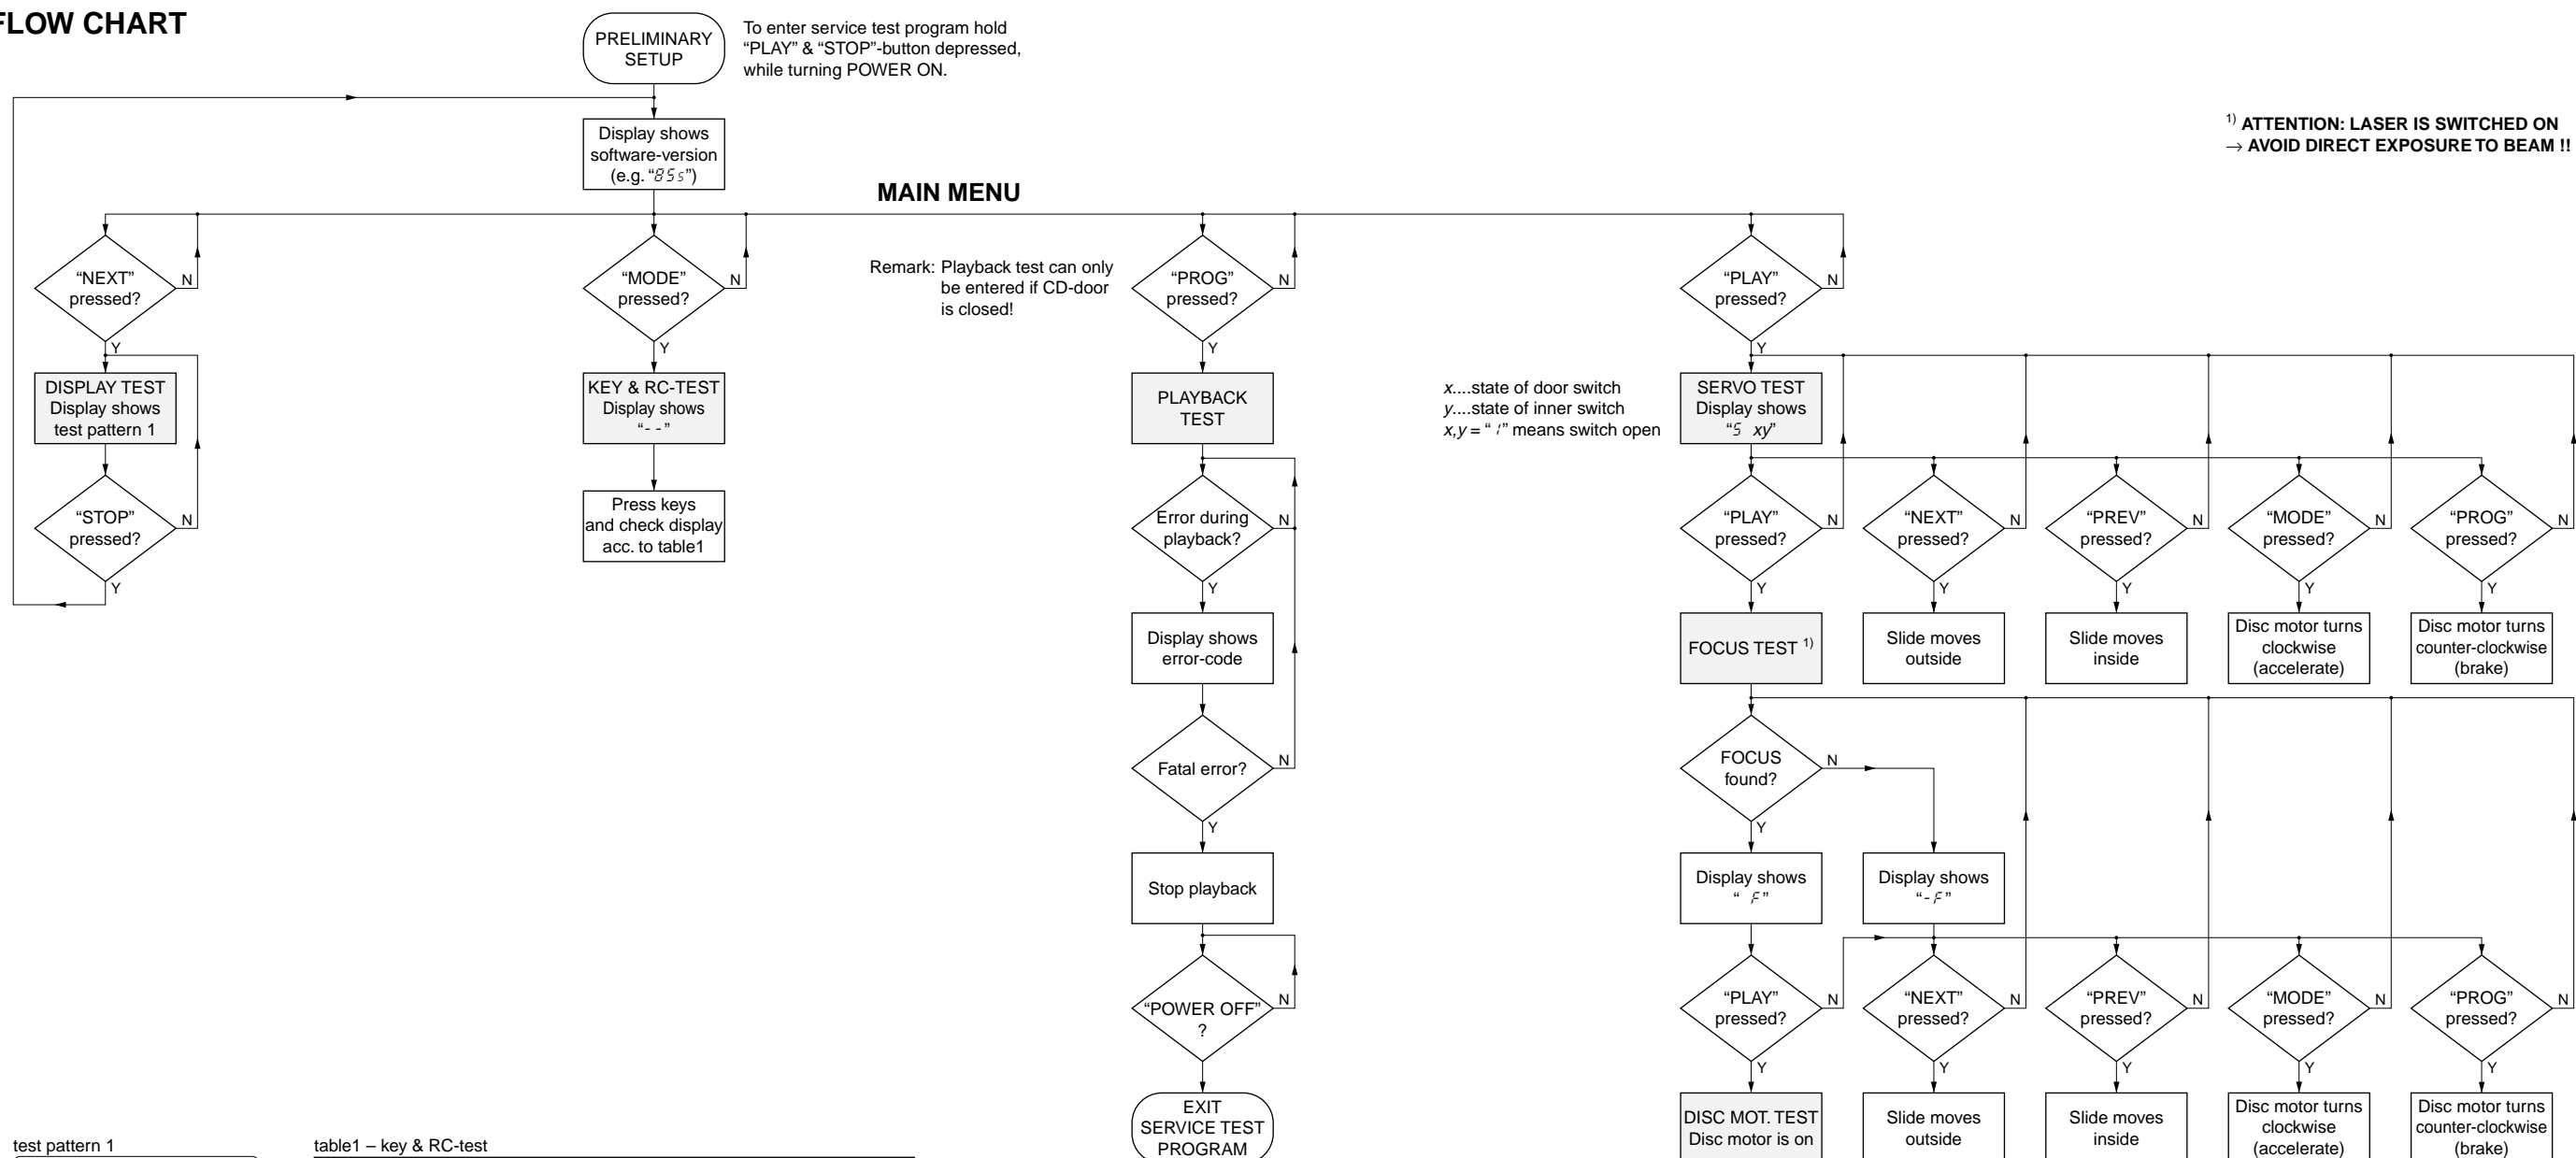 FLOW CHART
PRELIMINARY
SETUP
To enter service test program hold
“PLAY” & “STOP”-button depressed,
while turning POWER ON.
1) ATTENTION: LASER IS SWITCHED ON
→ AVOID DIRECT EXPOSURE TO BEAM !!
Display shows
software-version
(e.g. “85s”)
MAIN MENU
“NEXT”
pressed?
N
Y
“MODE”
pressed?
N
Y
Remark: Playback test can only
be entered if CD-door
is closed!
“PROG”
pressed?
N
Y
“PLAY”
pressed?
N
Y
DISPLAY TEST
Display shows
test pattern 1
KEY & RC-TEST
Display shows
“- -”
PLAYBACK
TEST
x....state of door switch
y....state of inner switch
x,y = “ 1” means switch open
SERVO TEST
Display shows
“5 xy”
“STOP”
pressed?
N
Y
Press keys
and check display
acc. to table1
Error during
playback?
N
Y
“PLAY”
pressed?
N
Y
“NEXT”
pressed?
N
Y
“PREV”
pressed?
N
Y
“MODE”
pressed?
N
Y
“PROG”
pressed?
N
Y
Display shows
error-code
FOCUS TEST 1)
Slide moves
outside
Slide moves
inside
Disc motor turns
clockwise
(accelerate)
Disc motor turns
counter-clockwise
(brake)
Fatal error?
N
Y
FOCUS
found?
N
Y
Stop playback
Display shows
“ F”
Display shows
“-F”
“POWER OFF”
?
N
“PLAY”
pressed?
N
Y
“NEXT”
pressed?
N
Y
“PREV”
pressed?
N
Y
“MODE”
pressed?
N
Y
“PROG”
pressed?
N
Y
EXIT
SERVICE TEST
PROGRAM
DISC MOT. TEST
Disc motor is on
Slide moves
outside
Slide moves
inside
Disc motor turns
clockwise
(accelerate)
Disc motor turns
counter-clockwise
(brake)
test pattern 1
table1 – key & RC-test